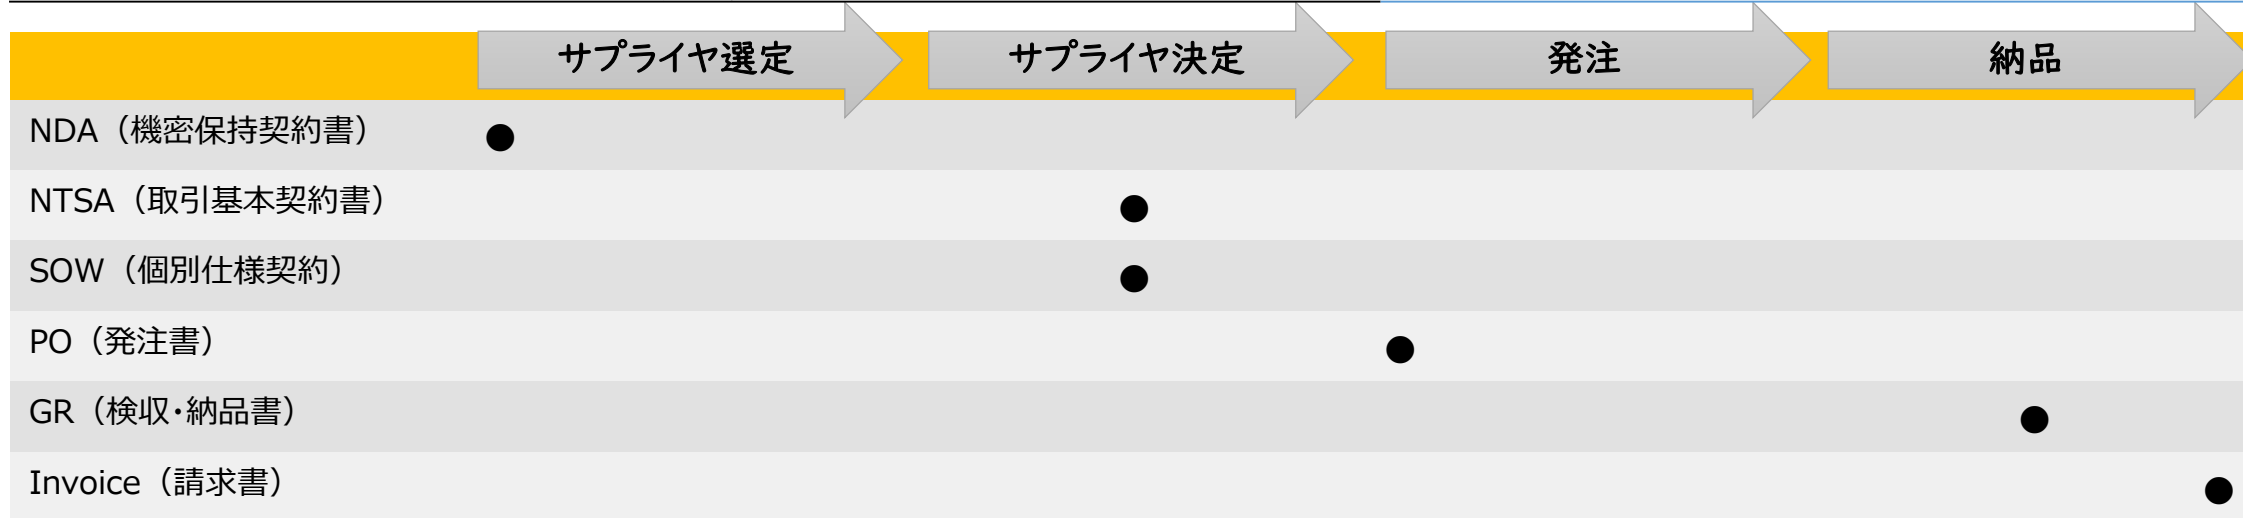 サプライヤ選定
サプライヤ決定
発注
納品
NDA（機密保持契約書）
NTSA（取引基本契約書）
SOW（個別仕様契約）
PO（発注書）
GR（検収・納品書）
Invoice（請求書）